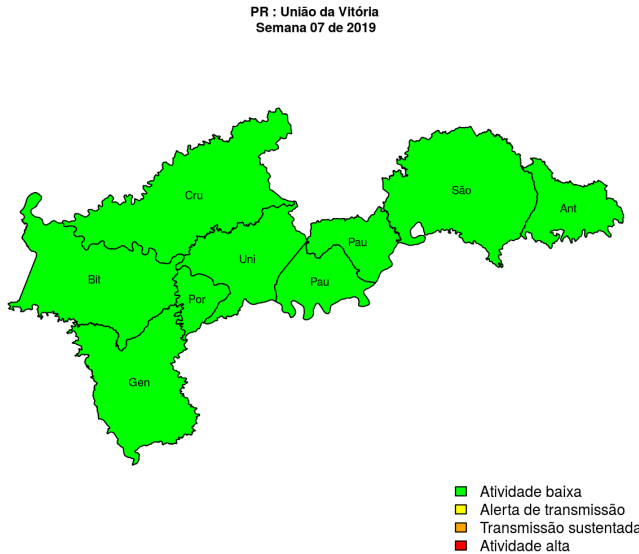 PR : União da Vitória
Semana 07 de 2019
Cru
São
Ant
Pau
Uni
Bit
Pau
Por
Gen
Atividade baixa
Alerta de transmissão
Transmissão sustentada
Atividade alta